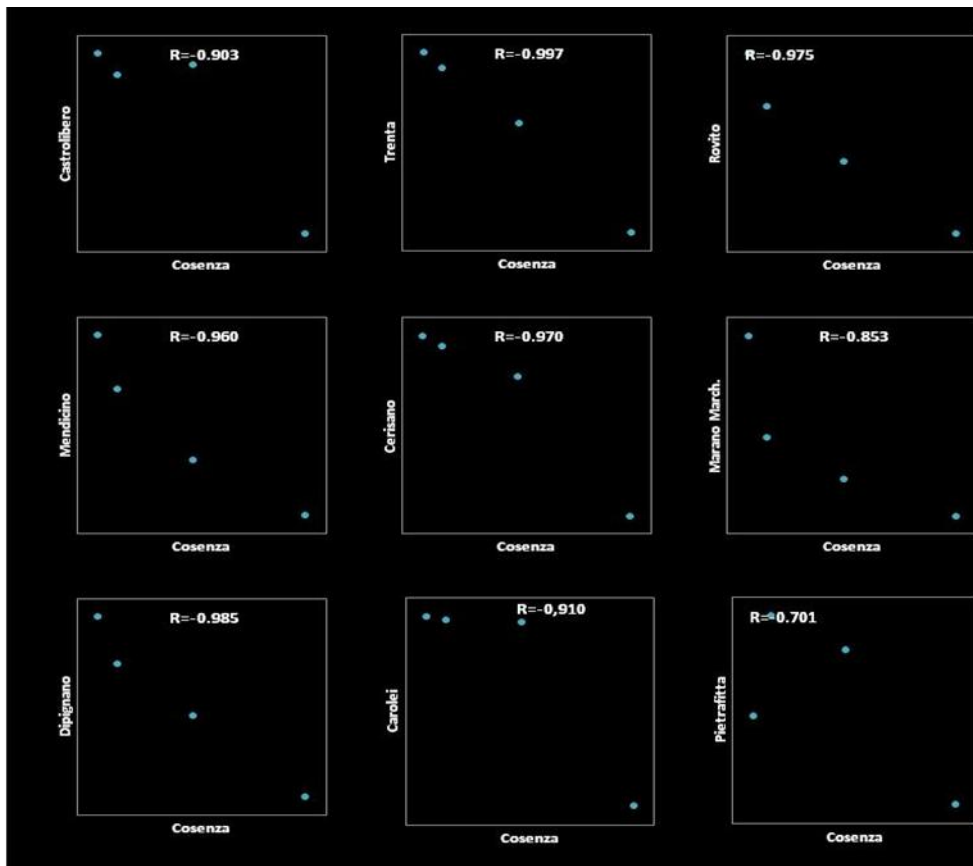 R=-0.903
Castrolibero
Cosenza
R=-0.997
Trenta
Cosenza
R=-0.975
Rovito
Cosenza
R=-0.960
Mendicino
Cosenza
R=-0.970
Cerisano
Cosenza
R=-0.853
Marano March.
Cosenza
R=-0.985
Dipignano
Cosenza
R=-0,910
Carolei
Cosenza
R=-0.701
Pietrafitta
Cosenza